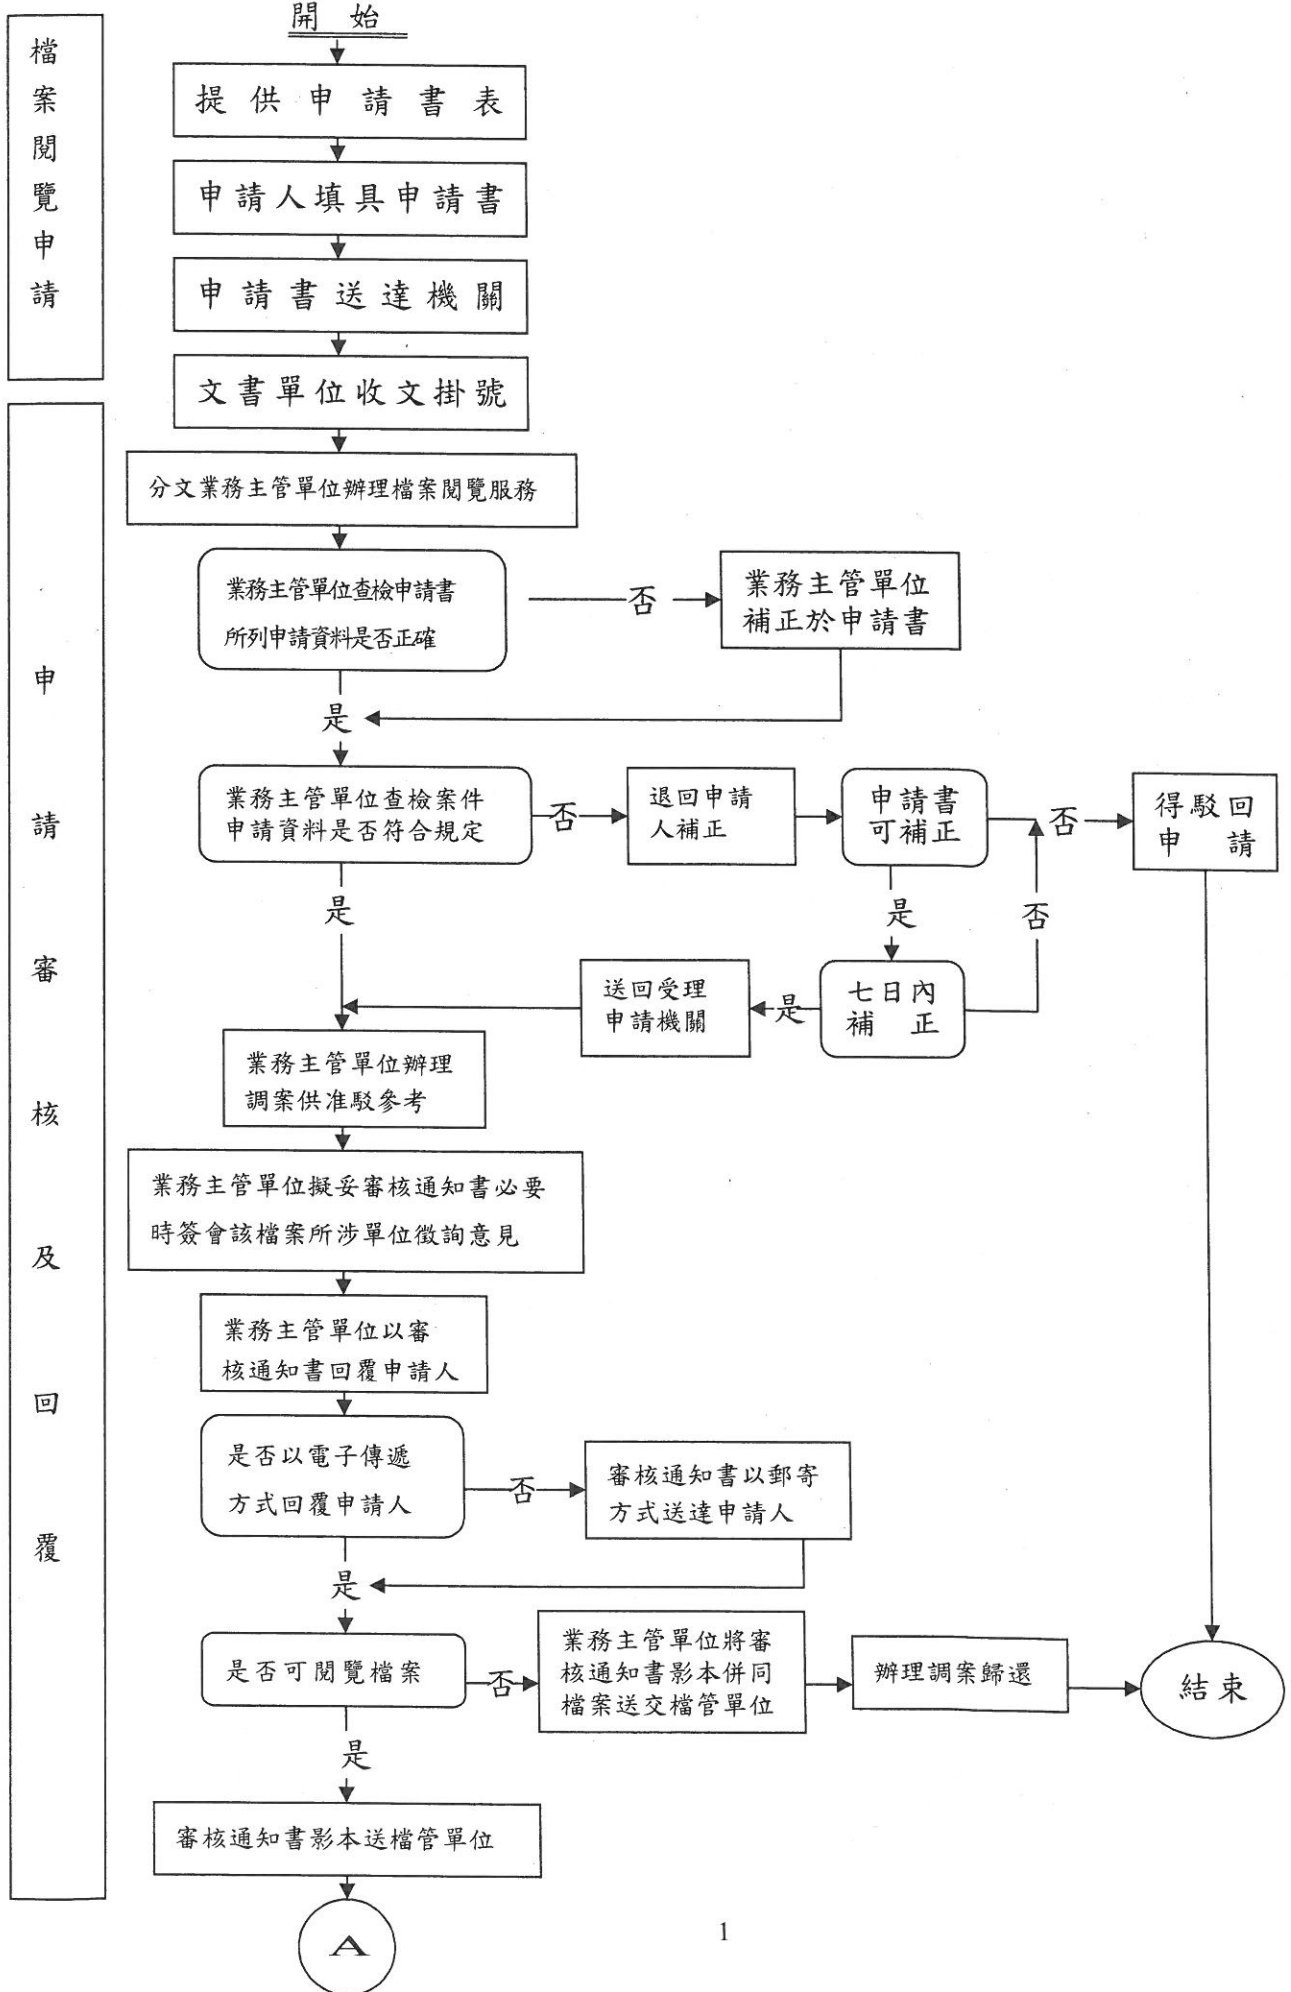 檔案閱覽申請
開始
提供申請書表
申請人填具申請書
申請書送達機關
文書單位收文掛號
申請審核及回覆
分文業務主管單位辦理檔案閱覽服務
業務主管單位查檢申請書
所列申請資料是否正確
否
業務主管單位
補正於申請書
是
業務主管單位查檢案件
申請資料是否符合規定
否
退回申請
人補正
申請書
可補正
否
得駁回
申請
是
是
否
七日內
補正
是
送回受理
申請機關
業務主管單位辦理
調案供准駁參考
業務主管單位擬妥審核通知書必要
時簽會該檔案所涉單位徵詢意見
業務主管單位以審
核通知書回覆申請人
是否以電子傳遞
方式回覆申請人
否
審核通知書以郵寄
方式送達申請人
是
是否可閱覽檔案
否
業務主管單位將審
核通知書影本併同
檔案送交檔管單位
辦理調案歸還
結束
是
審核通知書影本送檔管單位
A
1